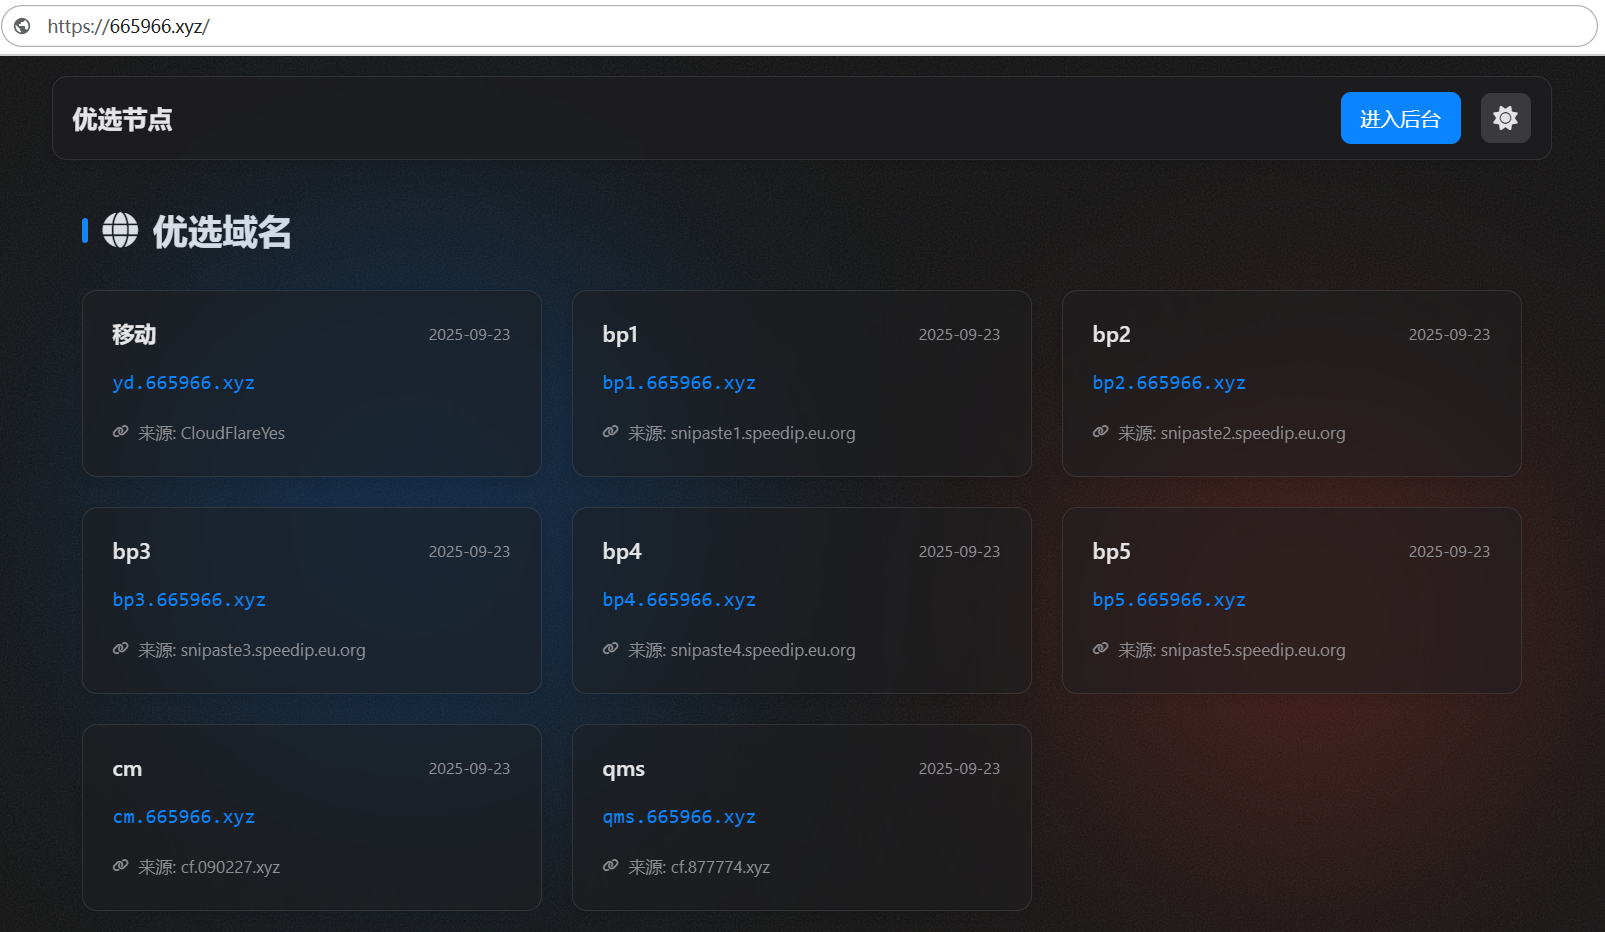 https://665966.xyz/
优选节点
进入后台
优选域名
移动
2025-09-23
yd.665966.xyz
来源: CloudFlareYes
bp1
2025-09-23
bp1.665966.xyz
来源: snipaste1.speedip.eu.org
bp2
2025-09-23
bp2.665966.xyz
来源: snipaste2.speedip.eu.org
bp3
2025-09-23
bp3.665966.xyz
来源: snipaste3.speedip.eu.org
bp4
2025-09-23
bp4.665966.xyz
来源: snipaste4.speedip.eu.org
bp5
2025-09-23
bp5.665966.xyz
来源: snipaste5.speedip.eu.org
cm
2025-09-23
cm.665966.xyz
来源: cf.090227.xyz
qms
2025-09-23
qms.665966.xyz
来源: cf.877774.xyz